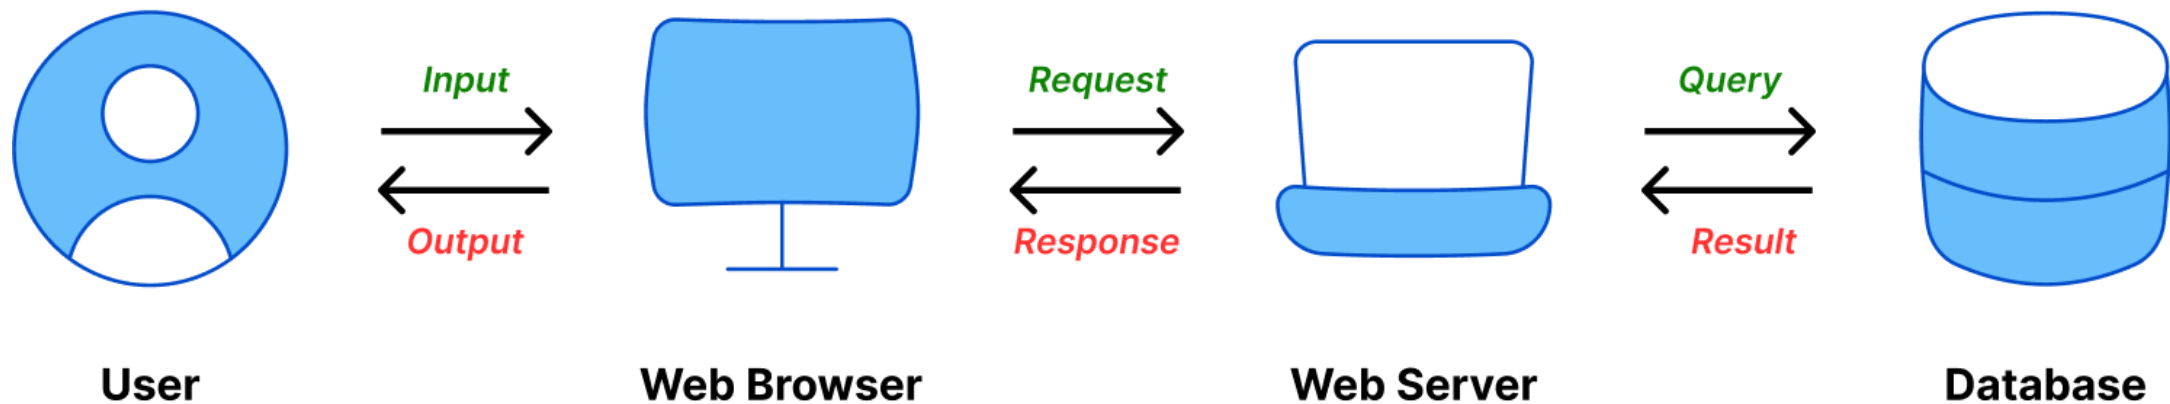 Input
Request
Query
Output
Response
Result
User
Web Browser
Web Server
Database